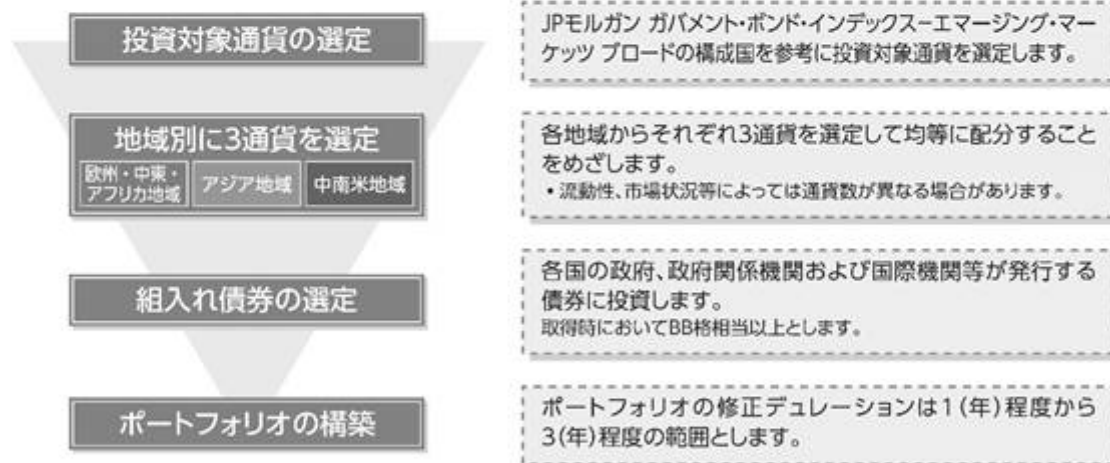 投資対象通貨の選定
JPモルガン ガバメント・ボンド・インデックス－エマージング・マー
ケッツ ブロードの構成国を参考に投資対象通貨を選定します。
地域別に3通貨を選定
欧州・中東・
アフリカ地域
アジア地域
中南米地域
各地域からそれぞれ3通貨を選定して均等に配分すること
をめざします。
・流動性、市場状況等によっては通貨数が異なる場合があります。
組入れ債券の選定
各国の政府、政府関係機関および国際機関等が発行する
債券に投資します。
取得時においてBB格相当以上とします。
ポートフォリオの構築
ポートフォリオの修正デュレーションは1(年)程度から
3(年)程度の範囲とします。